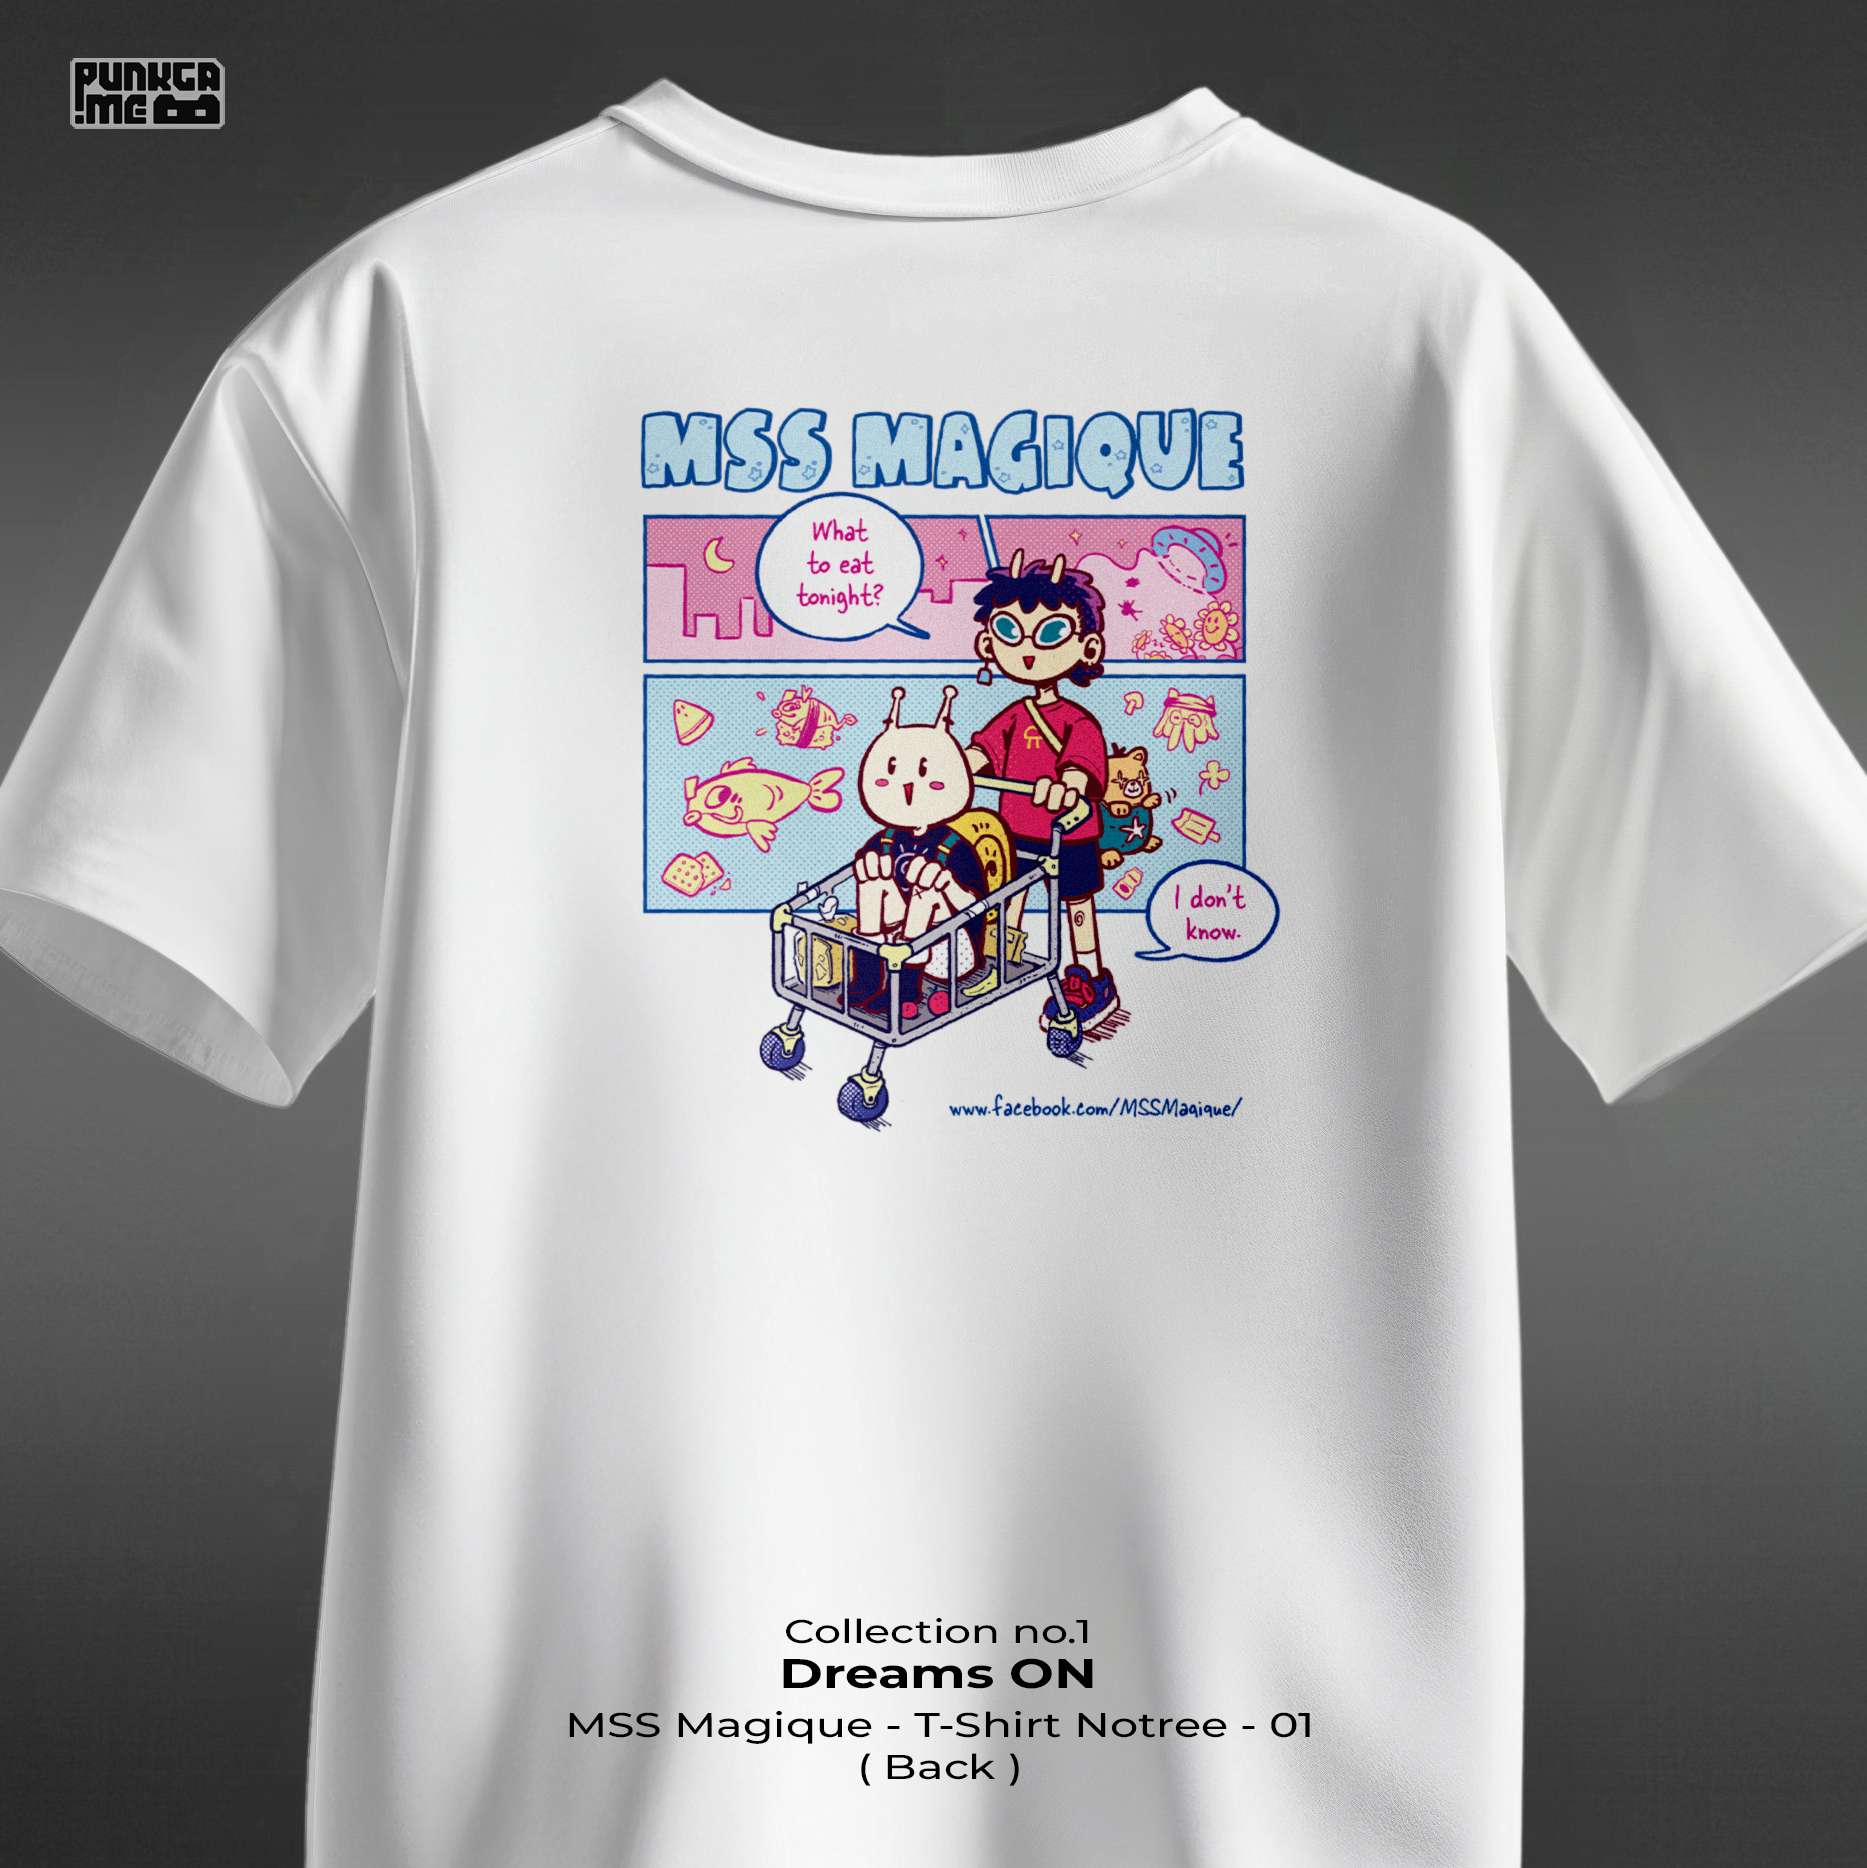 PUNKGA
.ME
MSS MAGIQUE
What
to eat
tonight?
I don't
know.
www.facebook.com/MSSMagique/
Collection no.1
Dreams ON
MSS Magique - T-Shirt Notree - 01
( Back )